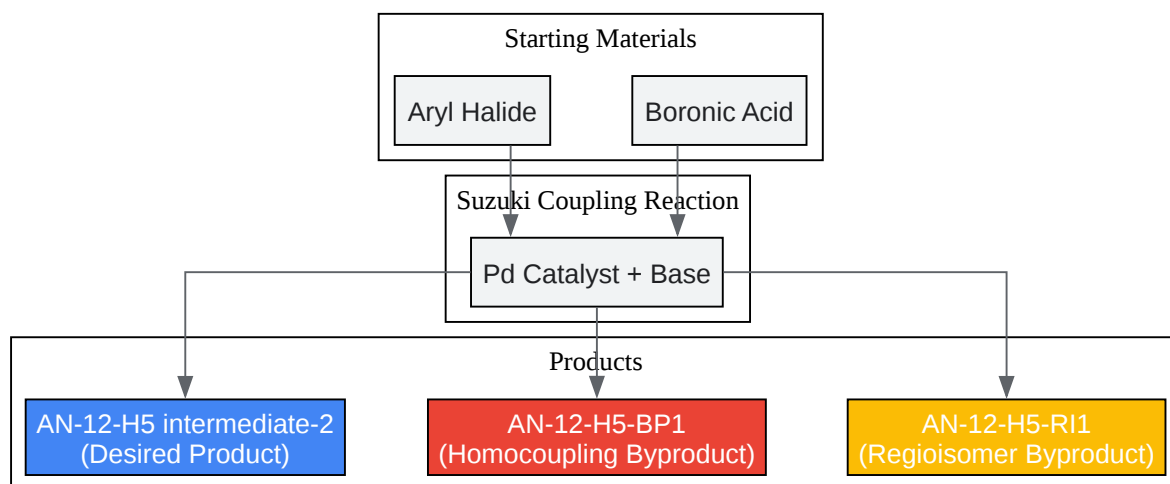 Starting Materials
Aryl Halide
Boronic Acid
Suzuki Coupling Reaction
Pd Catalyst + Base
Products
AN-12-H5 intermediate-2
(Desired Product)
AN-12-H5-BP1
(Homocoupling Byproduct)
AN-12-H5-RI1
(Regioisomer Byproduct)